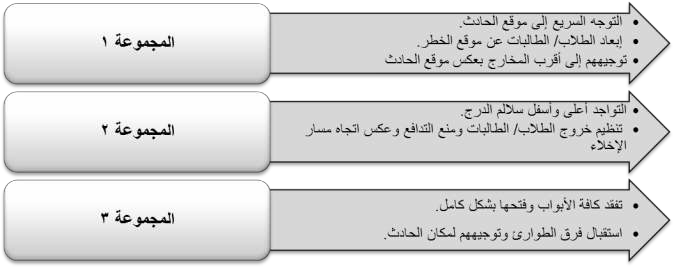 المجموعة ١
• التوجه السريع إلى موقع الحادث.
• إبعاد الطلاب/ الطالبات عن موقع الخطر.
• توجيههم إلى أقرب المخارج بعكس موقع الحادث
المجموعة ٢
• التواجد أعلى وأسفل سلالم الدرج.
• تنظيم خروج الطلاب/ الطالبات ومنع التدافع وعكس اتجاه مسار
الإخلاء
المجموعة ٣
• تفقد كافة الأبواب وفتحها بشكل كامل.
• استقبال فرق الطوارئ وتوجيههم لمكان الحادث.